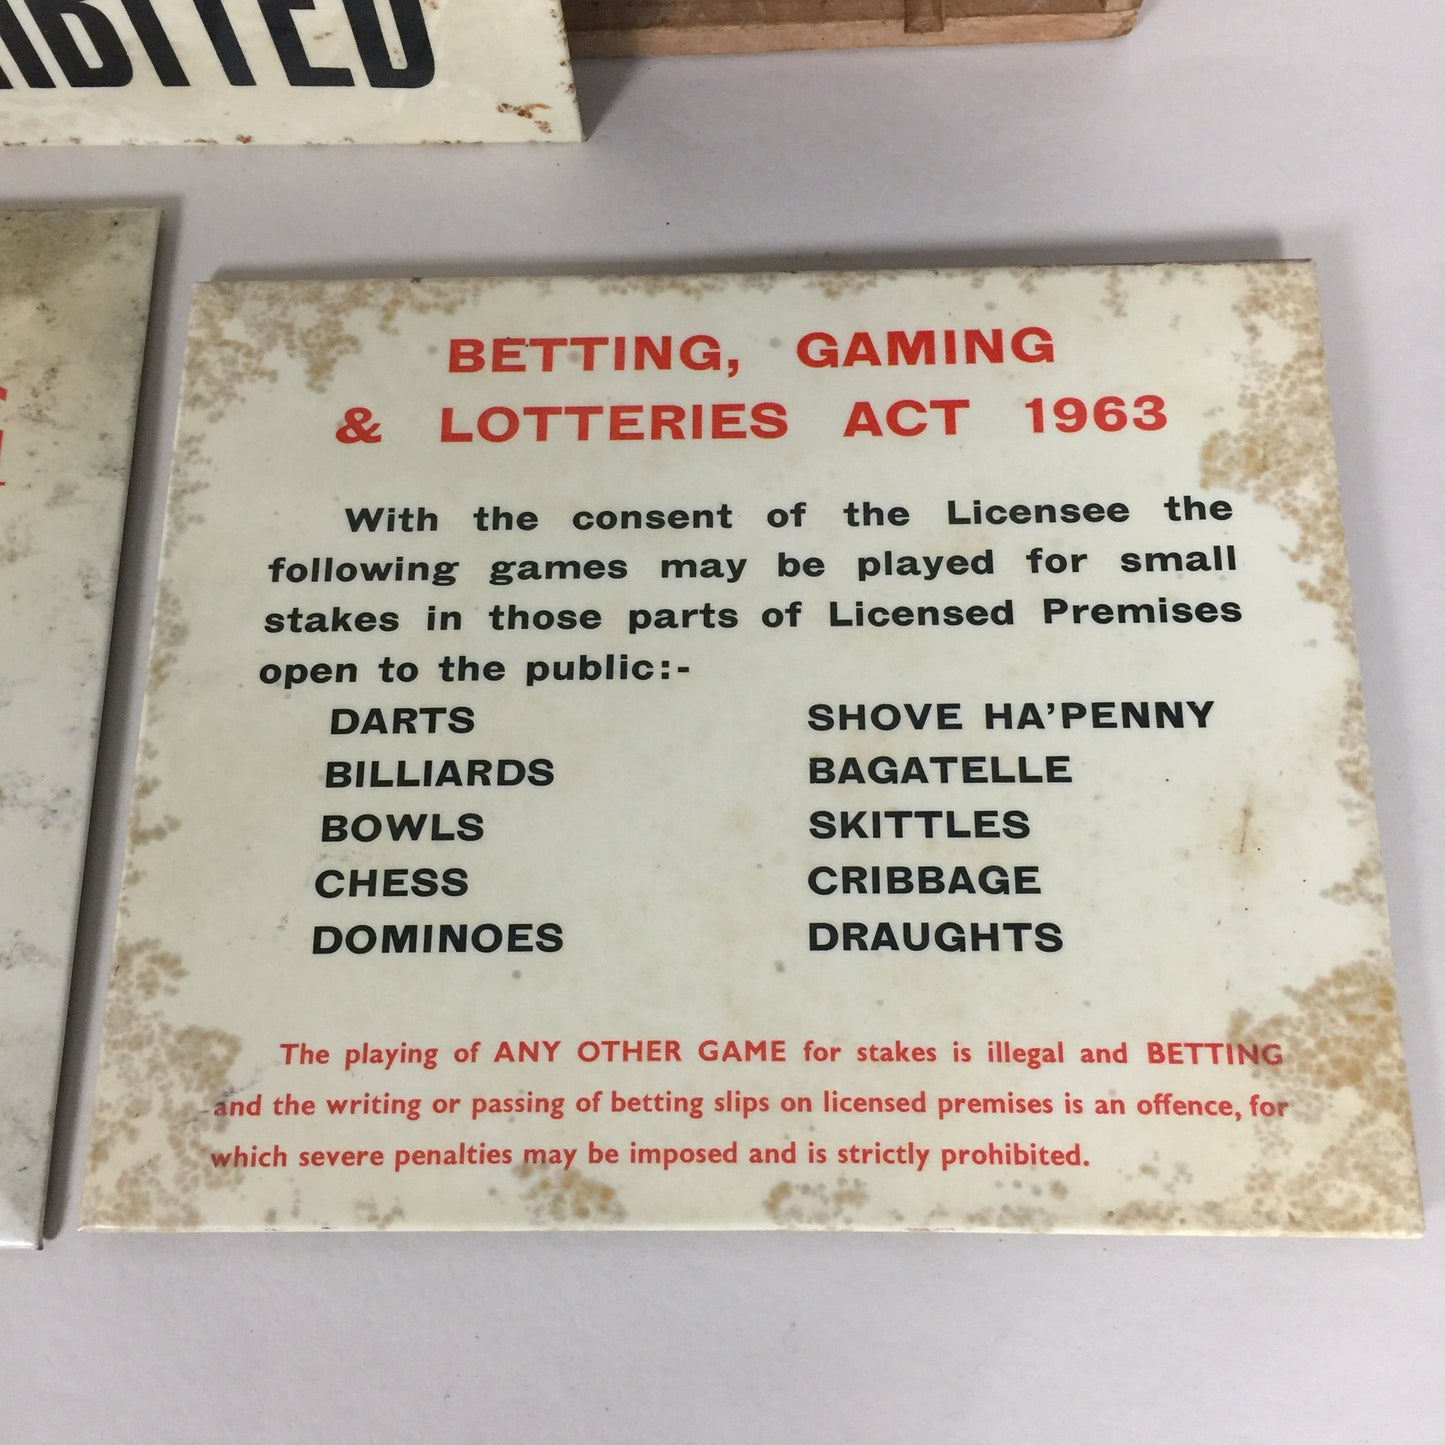 BETTING, GAMING
& LOTTERIES ACT 1963
With the consent of the Licensee the
following games may be played for small
stakes in those parts of Licensed Premises
open to the public:-
DARTS SHOVE HA'PENNY
BILLIARDS BAGATELLE
BOWLS SKITTLES
CHESS CRIBBAGE
DOMINOES DRAUGHTS
The playing of ANY OTHER GAME for stakes is illegal and BETTING
and the writing or passing of betting slips on licensed premises is an offence, for
which severe penalties may be imposed and is strictly prohibited.